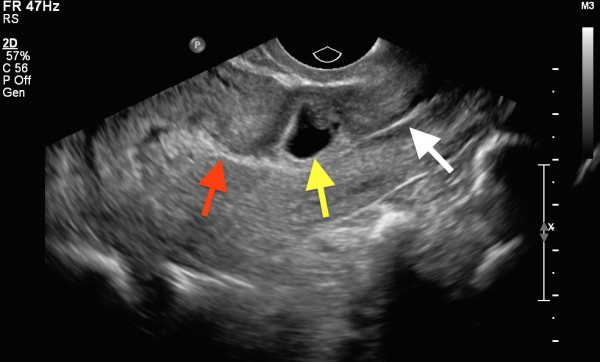 FR 47Hz
RS
2D
57%
C 56
P Off
Gen
P
M3
X